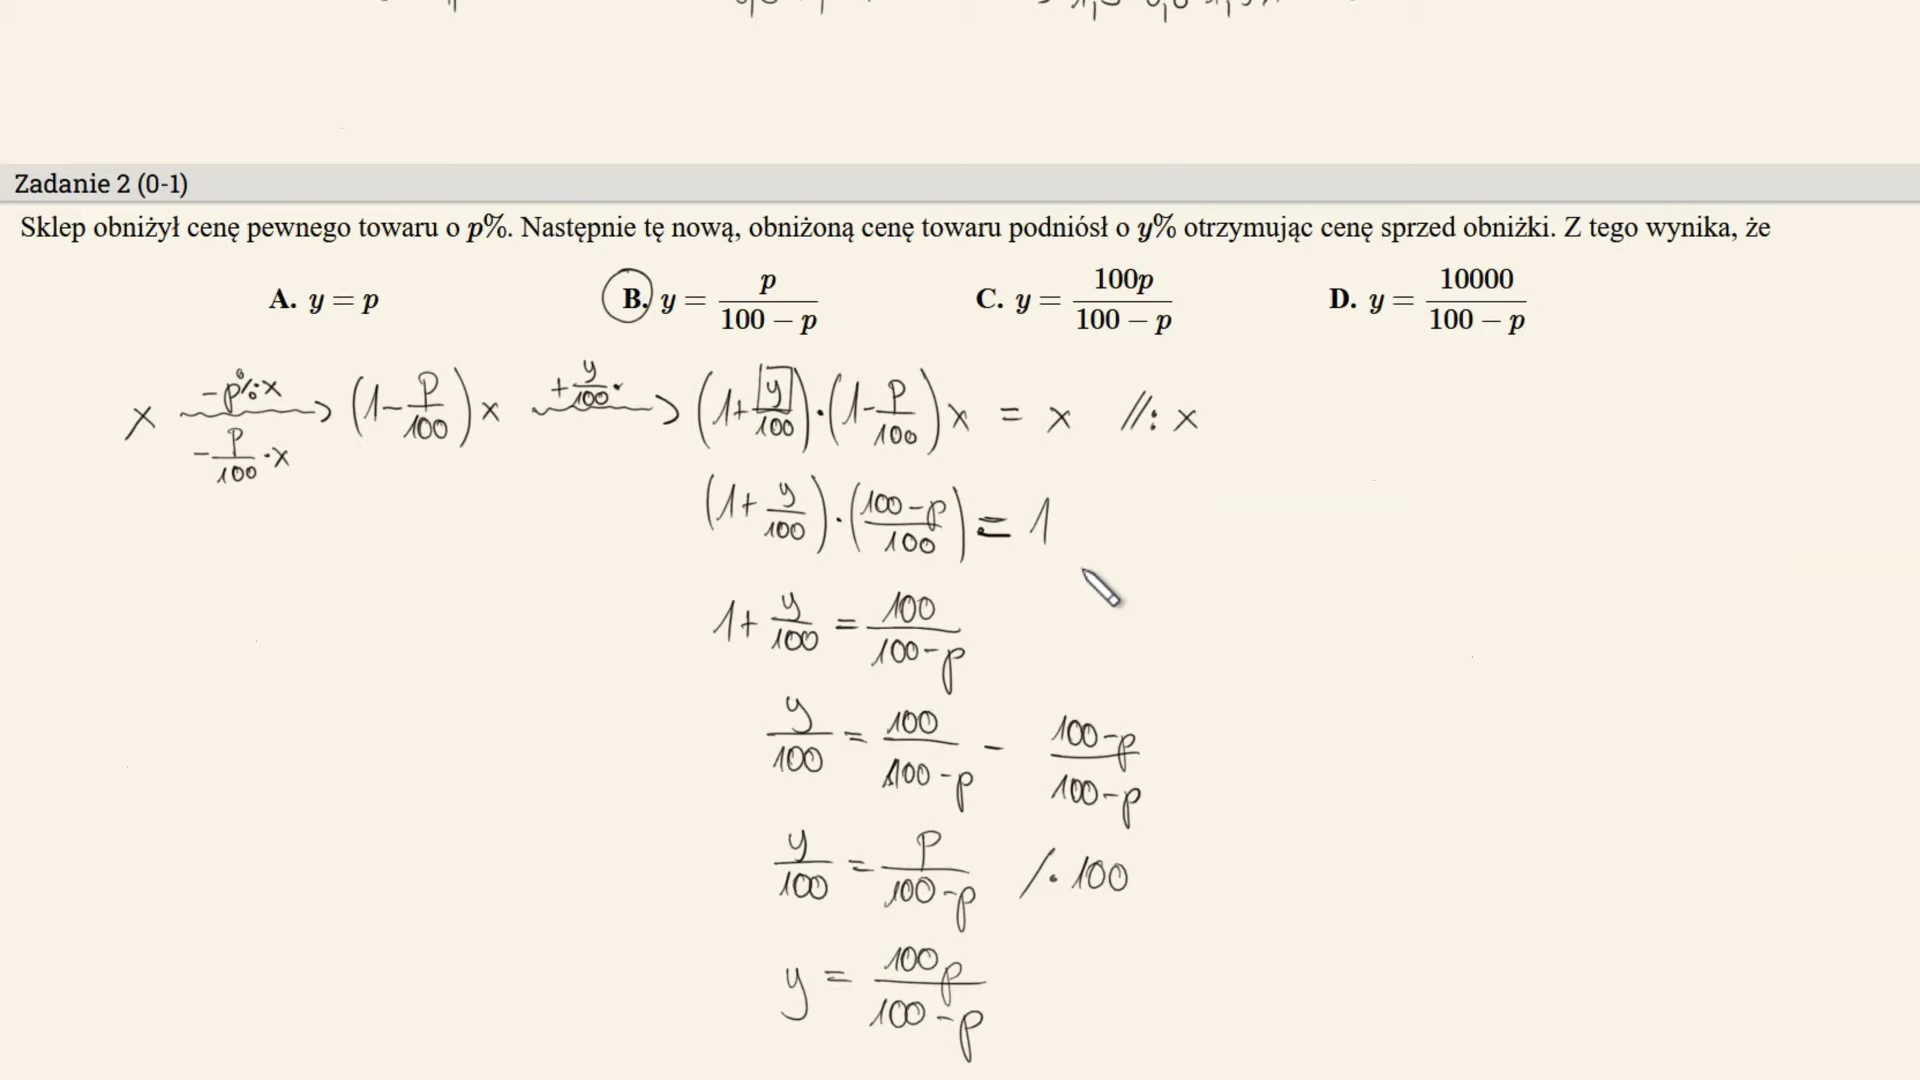 Zadanie 2 (0-1)
Sklep obniżył cenę pewnego towaru o p%. Następnie tę nową, obniżoną cenę towaru podniósł o y% otrzymując cenę sprzed obniżki. Z tego wynika, że
A. y = p B. y = p/(100 − p) C. y = 100p/(100 − p) D. y = 10000/(100 − p)
x −p%·x −p/100 ·x → (1−p/100)x +y/100· → (1+y/100)·(1−p/100)x = x //: x
(1+y/100)·((100−p)/100) = 1
1+y/100 = 100/(100−p)
y/100 = 100/(100−p) − (100−p)/(100−p)
y/100 = p/(100−p) /·100
y = 100p/(100−p)